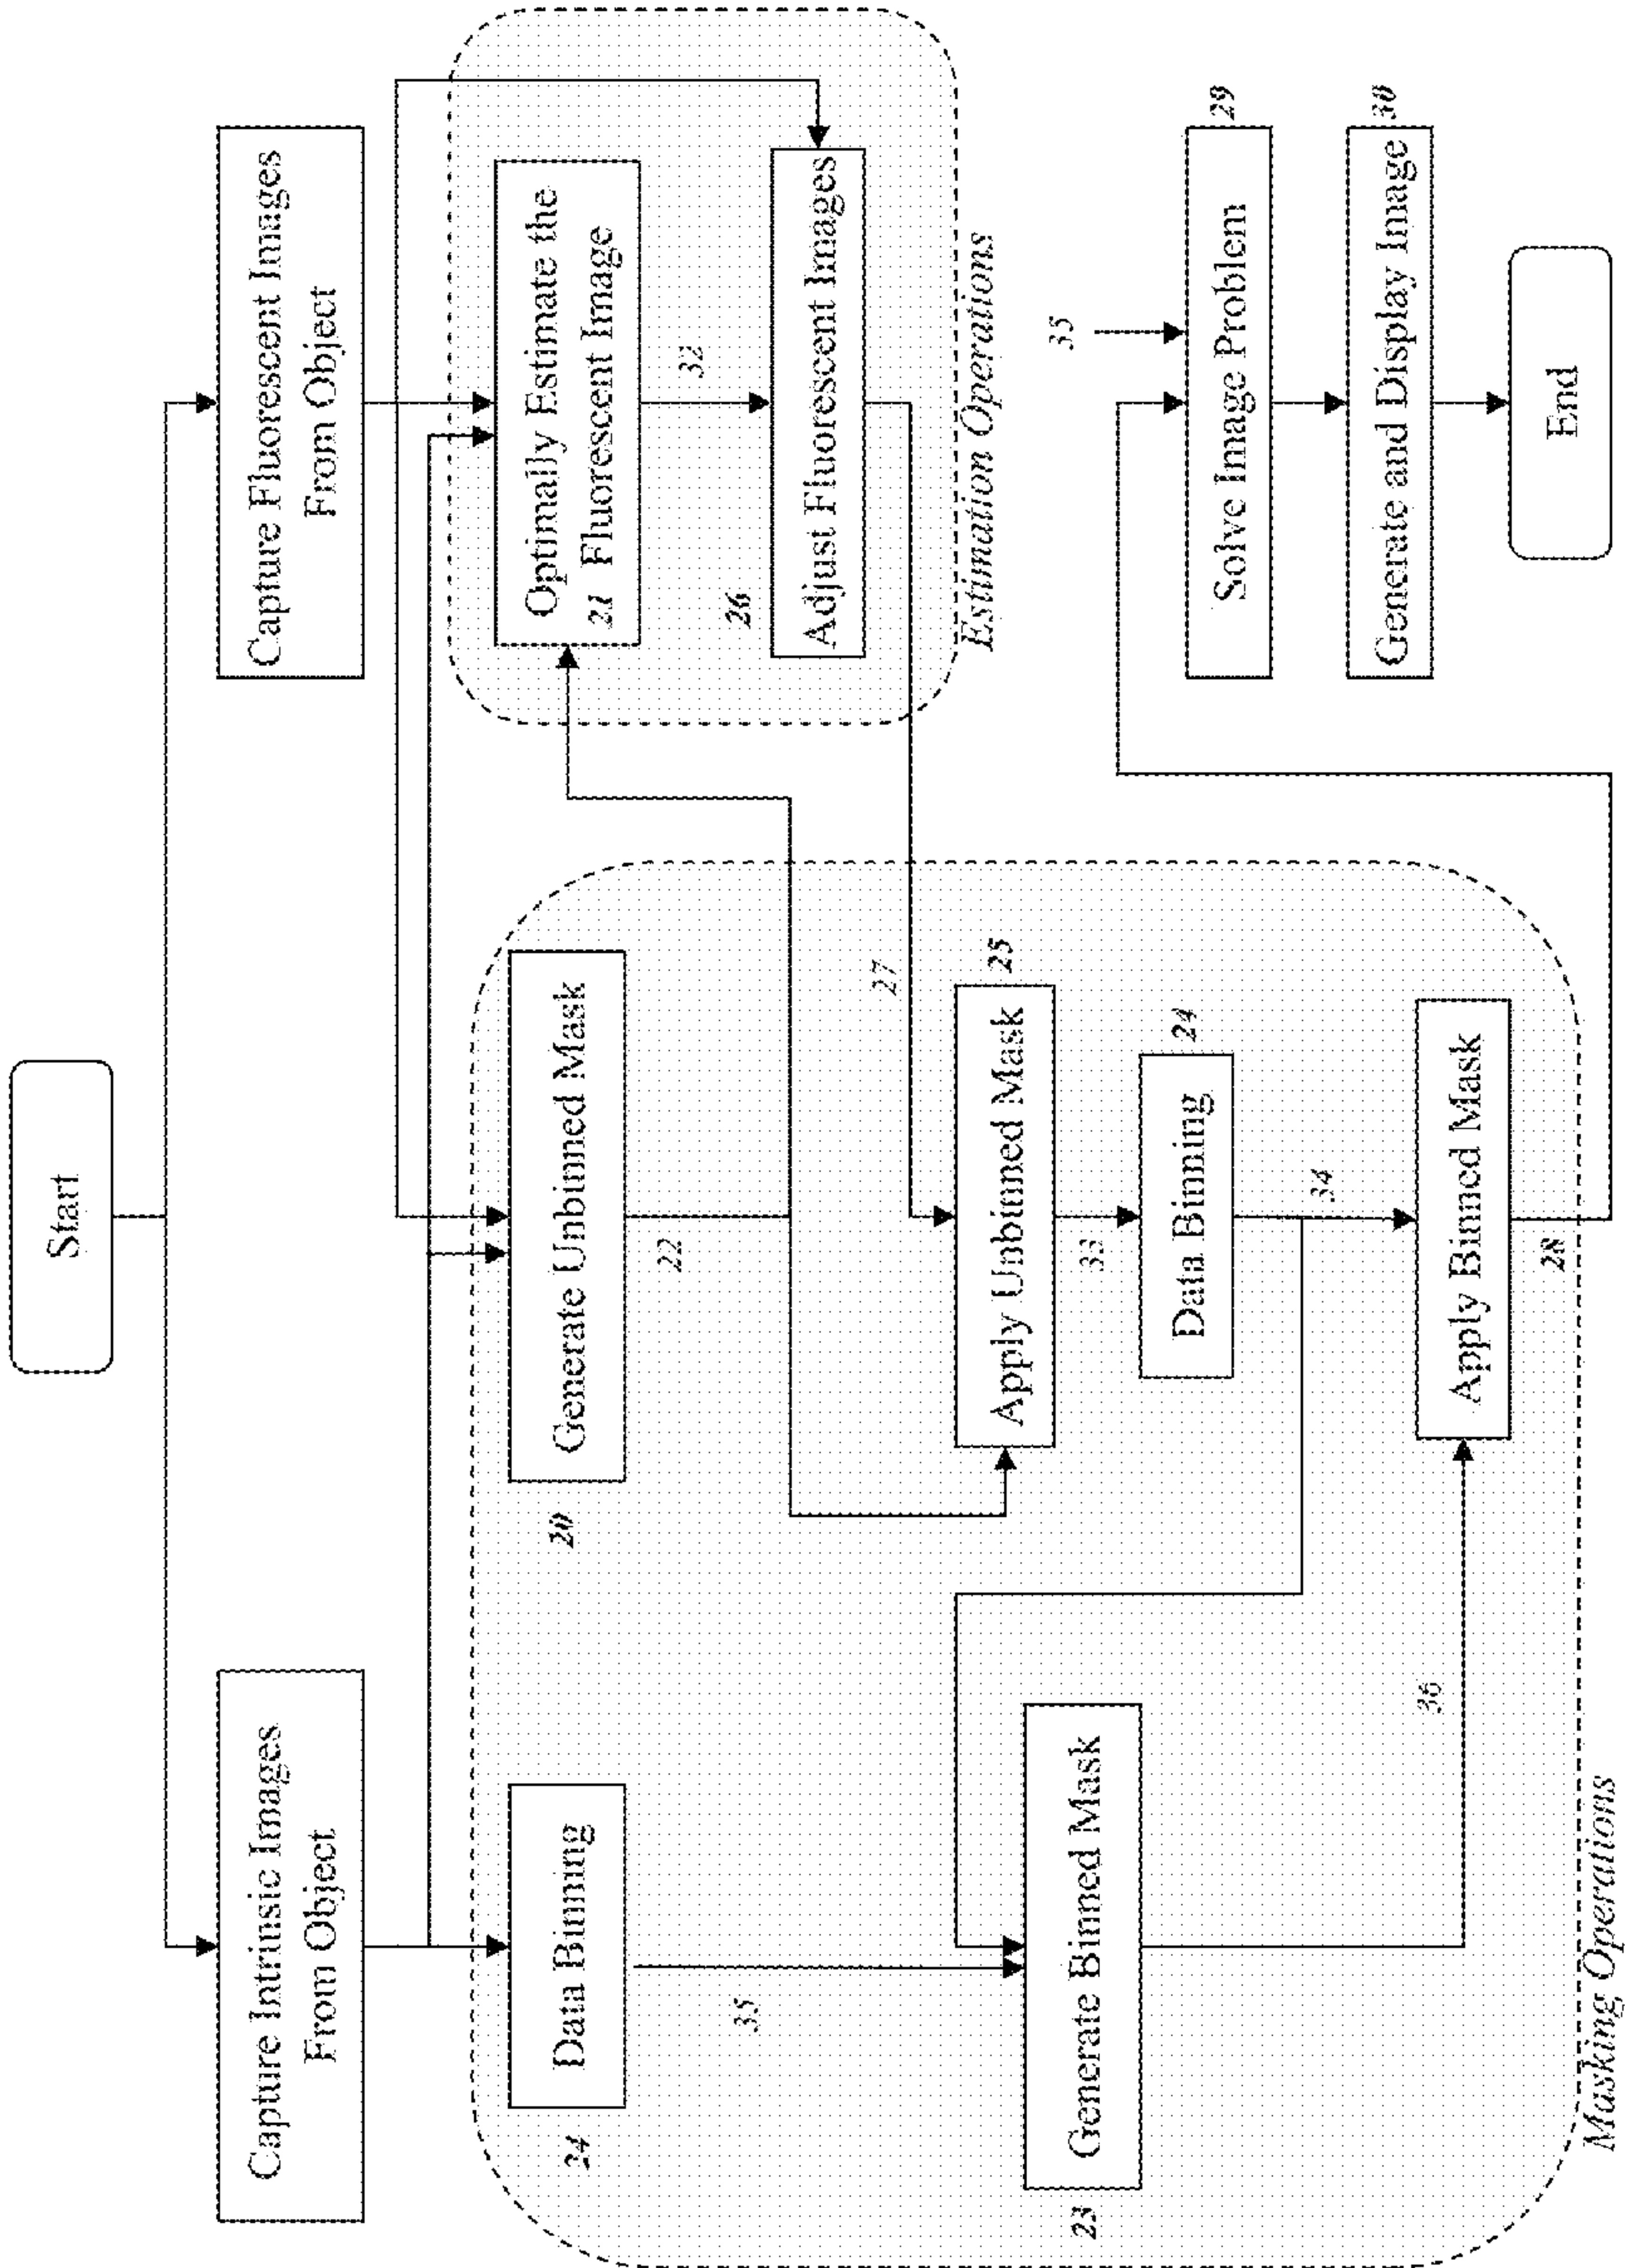 Start
Capture Intrinsic Images
From Object
Capture Fluorescent Images
From Object
24
Data Binning
20
Generate Unbinned Mask
Optimally Estimate the
21 Fluorescent Image
35
22
32
26
Adjust Fluorescent Images
Estimation Operations
27
23
Generate Binned Mask
Apply Unbinned Mask
25
33
Data Binning
24
34
36
Apply Binned Mask
28
Masking Operations
35
Solve Image Problem
29
Generate and Display Image
30
End